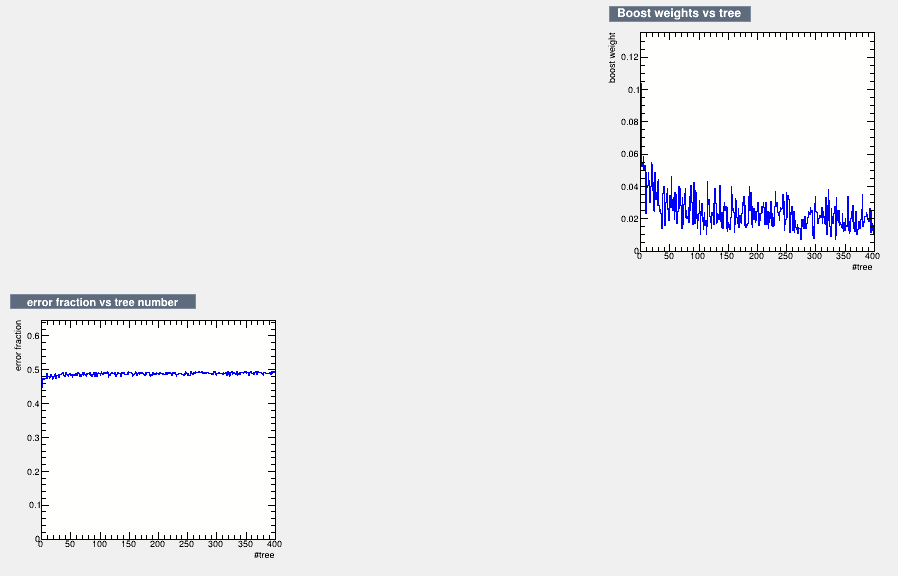 Boost weights vs tree
boost weight
0.12
0.1
0.08
0.06
0.04
0.02
0
0 50 100 150 200 250 300 350 400
#tree
error fraction vs tree number
error fraction
0.6
0.5
0.4
0.3
0.2
0.1
0
0 50 100 150 200 250 300 350 400
#tree